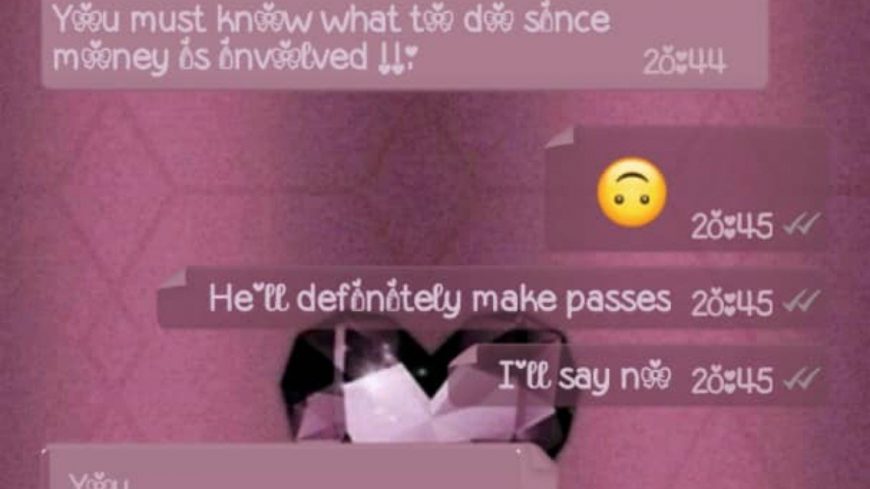 You must know what to do since
money is involved !!!
20:44
🙃
20:45
He'll definitely make passes 20:45
I'll say no 20:45
You